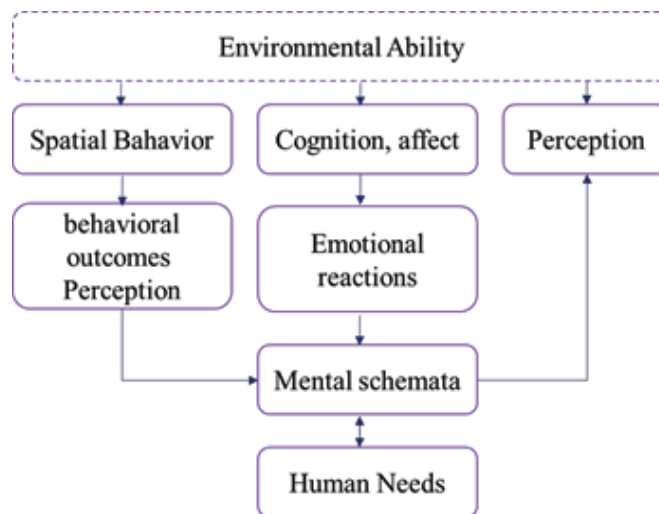 Environmental Ability
Spatial Bahavior
Cognition, affect
Perception
behavioral
outcomes
Perception
Emotional
reactions
Mental schemata
Human Needs